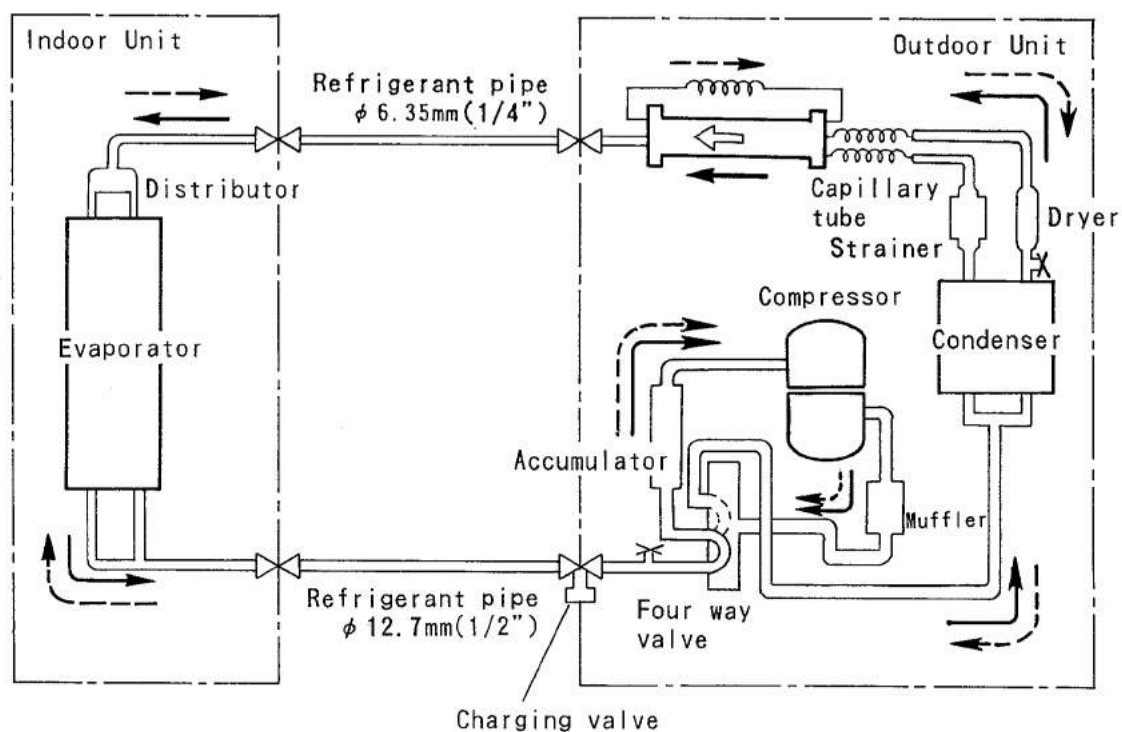 Indoor Unit
Outdoor Unit
Refrigerant pipe
φ 6.35mm(1/4")
Distributor
Capillary
tube
Dryer
Strainer
Compressor
Evaporator
Condenser
Accumulator
Muffler
Refrigerant pipe
φ 12.7mm(1/2")
Four way
valve
Charging valve